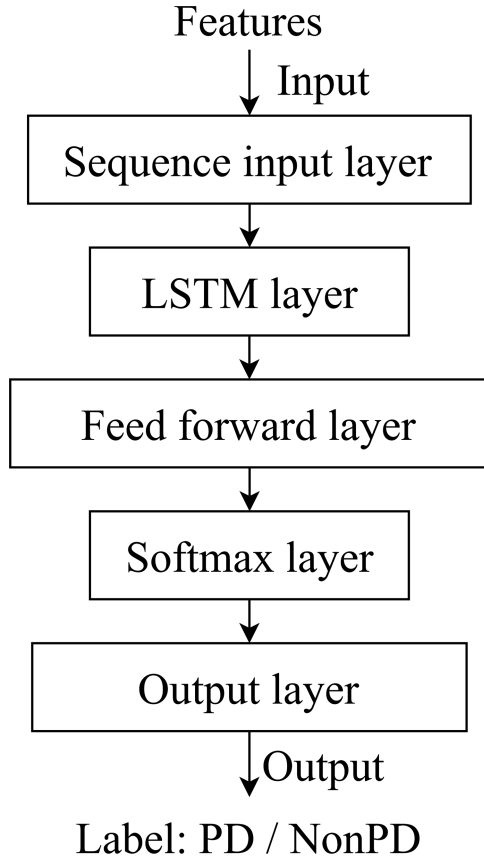 Features
Input
Sequence input layer
LSTM layer
Feed forward layer
Softmax layer
Output layer
Output
Label: PD / NonPD